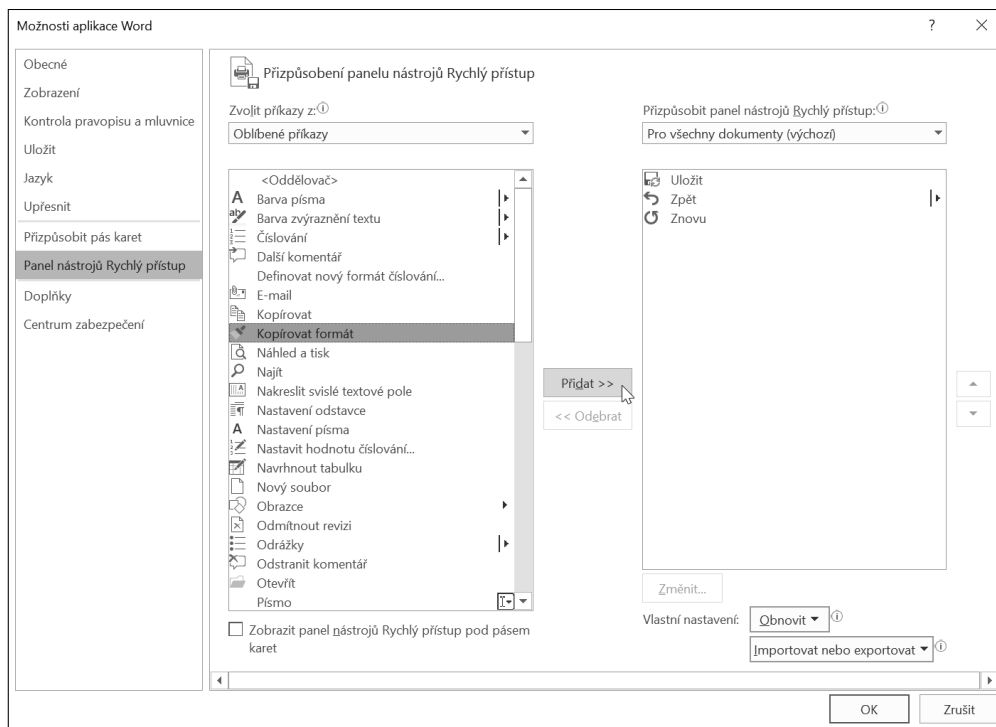 Možnosti aplikace Word
?
Obecné
Zobrazení
Kontrola pravopisu a mluvnice
Uložit
Jazyk
Upřesnit
Přizpůsobit pás karet
Panel nástrojů Rychlý přístup
Doplňky
Centrum zabezpečení
Přizpůsobení panelu nástrojů Rychlý přístup
Zvolit příkazy z:
Oblíbené příkazy
<Oddělovač>
Barva písma
Barva zvýraznění textu
Číslování
Další komentář
Definovat nový formát číslování...
E-mail
Kopírovat
Kopírovat formát
Náhled a tisk
Najít
Nakreslit svislé textové pole
Nastavení odstavce
Nastavení písma
Nastavit hodnotu číslování...
Navrhnout tabulku
Nový soubor
Obrazce
Odmítnout revizi
Odrážky
Odstranit komentář
Otevřít
Písmo
Zobrazit panel nástrojů Rychlý přístup pod pásem
karet
Přidat >>
<< Odebrat
Přizpůsobit panel nástrojů Rychlý přístup:
Pro všechny dokumenty (výchozí)
Uložit
Zpět
Znovu
Změnit...
Vlastní nastavení:
Obnovit
Importovat nebo exportovat
OK
Zrušit